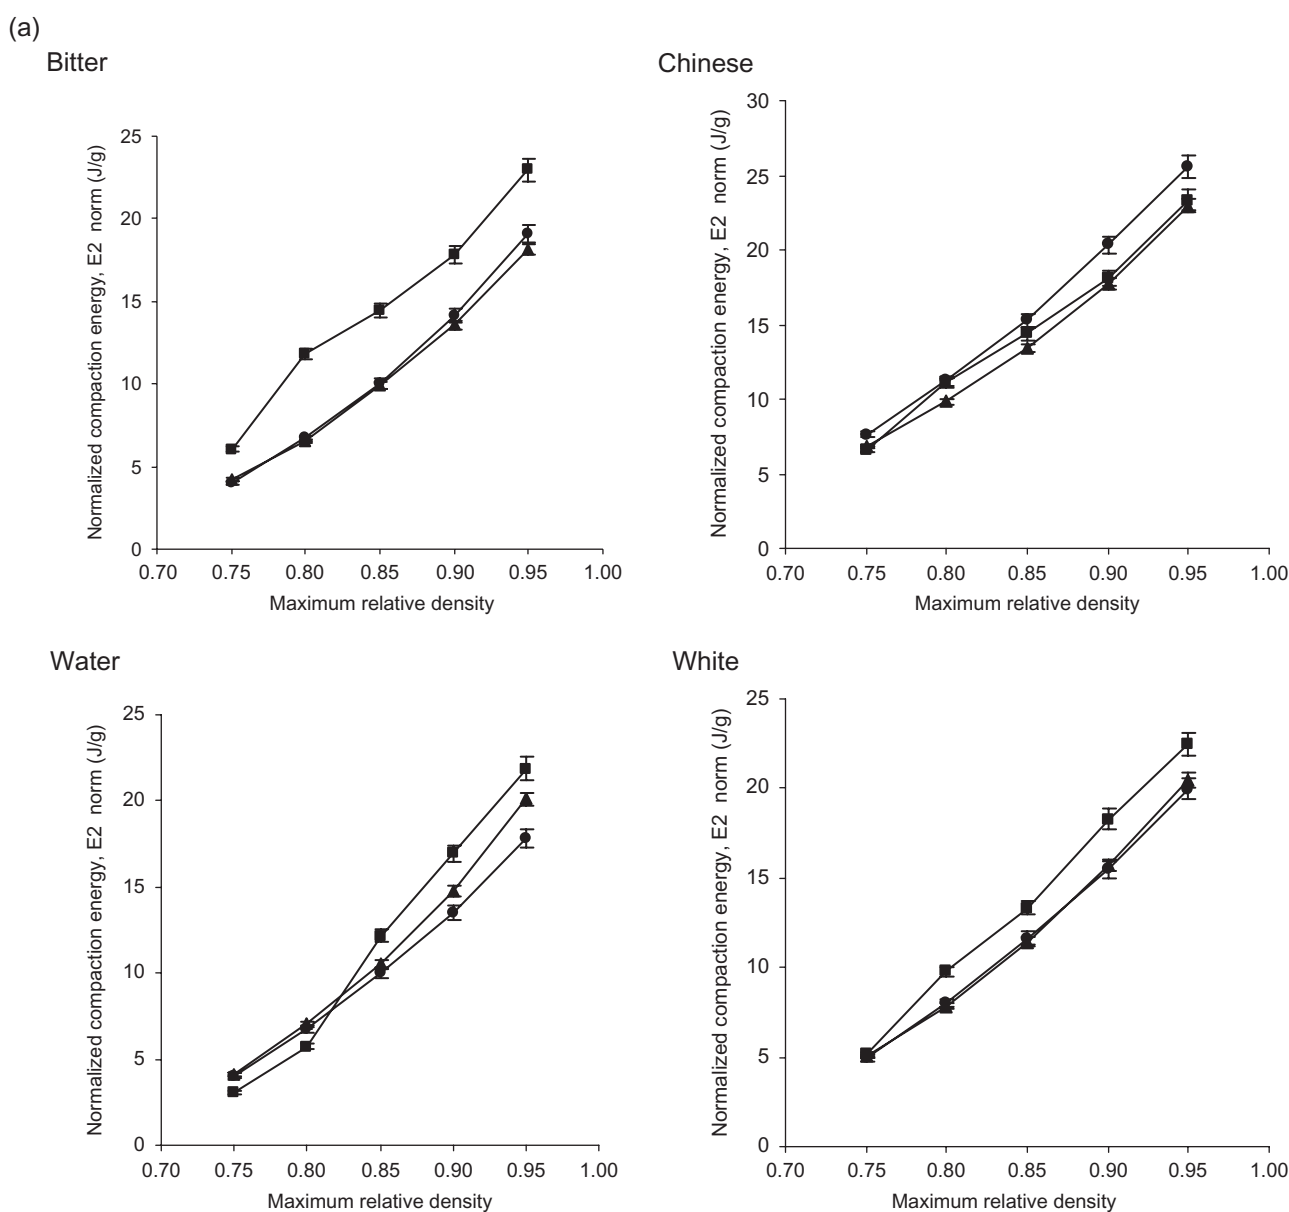 (a)
Bitter
Normalized compaction energy, E2 norm (J/g)
25
20
15
10
5
0
0.70 0.75 0.80 0.85 0.90 0.95 1.00
Maximum relative density
Chinese
Normalized compaction energy, E2 norm (J/g)
30
25
20
15
10
5
0
0.70 0.75 0.80 0.85 0.90 0.95 1.00
Maximum relative density
Water
Normalized compaction energy, E2 norm (J/g)
25
20
15
10
5
0
0.70 0.75 0.80 0.85 0.90 0.95 1.00
Maximum relative density
White
Normalized compaction energy, E2 norm (J/g)
25
20
15
10
5
0
0.70 0.75 0.80 0.85 0.90 0.95 1.00
Maximum relative density